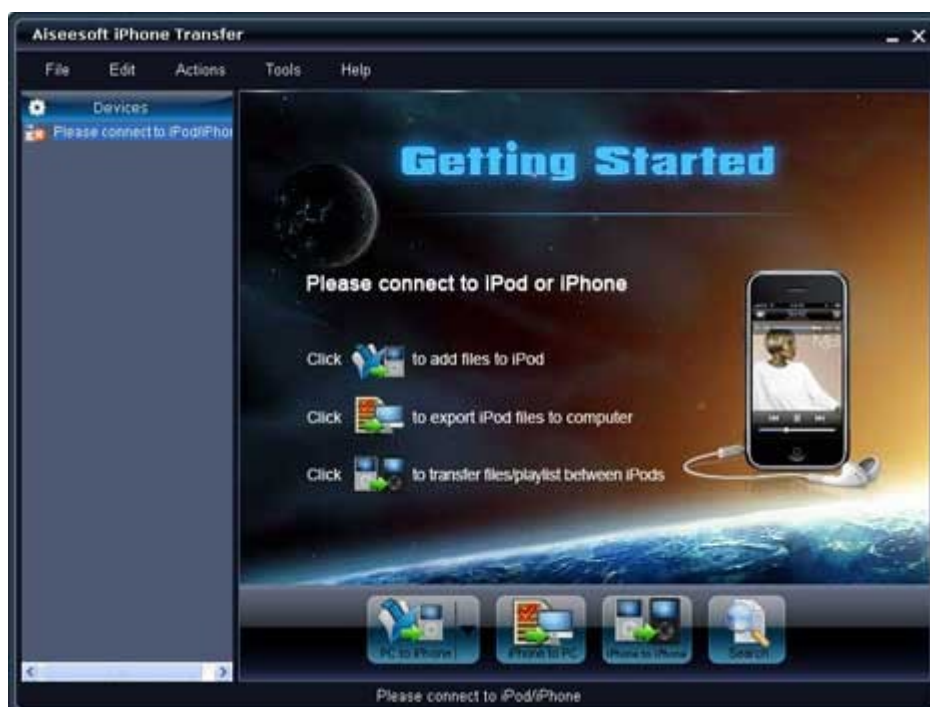 Aiseesoft iPhone Transfer
File Edit Actions Tools Help
Devices
Please connect to iPod/iPhon
Getting Started
Please connect to iPod or iPhone
Click to add files to iPod
Click to export iPod files to computer
Click to transfer files/playlist between iPods
PC to iPhone
iPhone to PC
iPhone to iPhone
Search
Please connect to iPod/iPhone